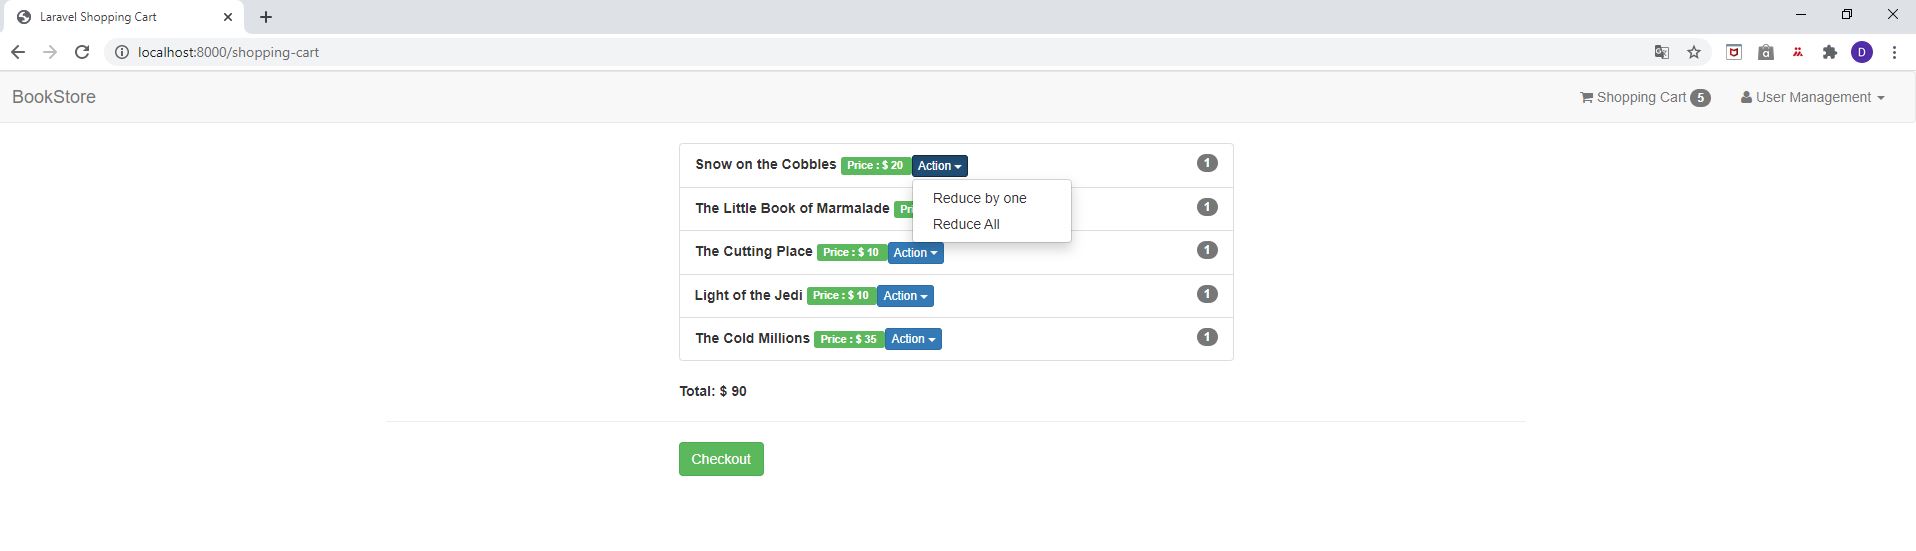 Laravel Shopping Cart
localhost:8000/shopping-cart
D
BookStore
Shopping Cart 5
User Management
Snow on the Cobbles Price : $ 20 Action 1
Reduce by one
Reduce All
The Little Book of Marmalade 1
The Cutting Place Price : $ 10 Action 1
Light of the Jedi Price : $ 10 Action 1
The Cold Millions Price : $ 35 Action 1
Total: $ 90
Checkout